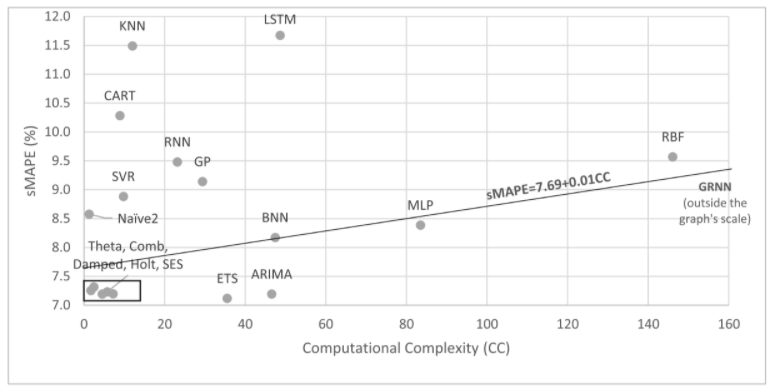 12.0
11.5
11.0
10.5
10.0
9.5
9.0
8.5
8.0
7.5
7.0
sMAPE (%)
KNN
LSTM
CART
RNN
GP
RBF
SVR
sMAPE=7.69+0.01CC
GRNN
(outside the
graph's scale)
Naïve2
BNN
MLP
Theta, Comb,
Damped, Holt, SES
ETS
ARIMA
0
20
40
60
80
100
120
140
160
Computational Complexity (CC)